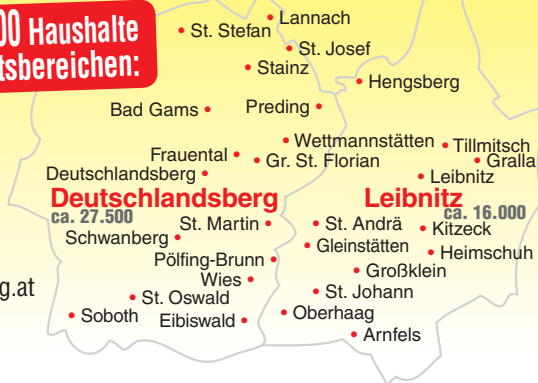 00 Haushalte
tsbereichen:
Lannach
St. Stefan
St. Josef
Stainz
Hengsberg
Bad Gams
Preding
Wettmannstätten
Tillmitsch
Frauental
Gr. St. Florian
Gralla
Deutschlandsberg
Leibnitz
Deutschlandsberg
Leibnitz
ca. 27.500
ca. 16.000
St. Martin
St. Andrä
Kitzeck
Schwanberg
Gleinstätten
Heimschuh
Pölfing-Brunn
Großklein
Wies
g.at
St. Oswald
St. Johann
Soboth
Eibiswald
Oberhaag
Arnfels